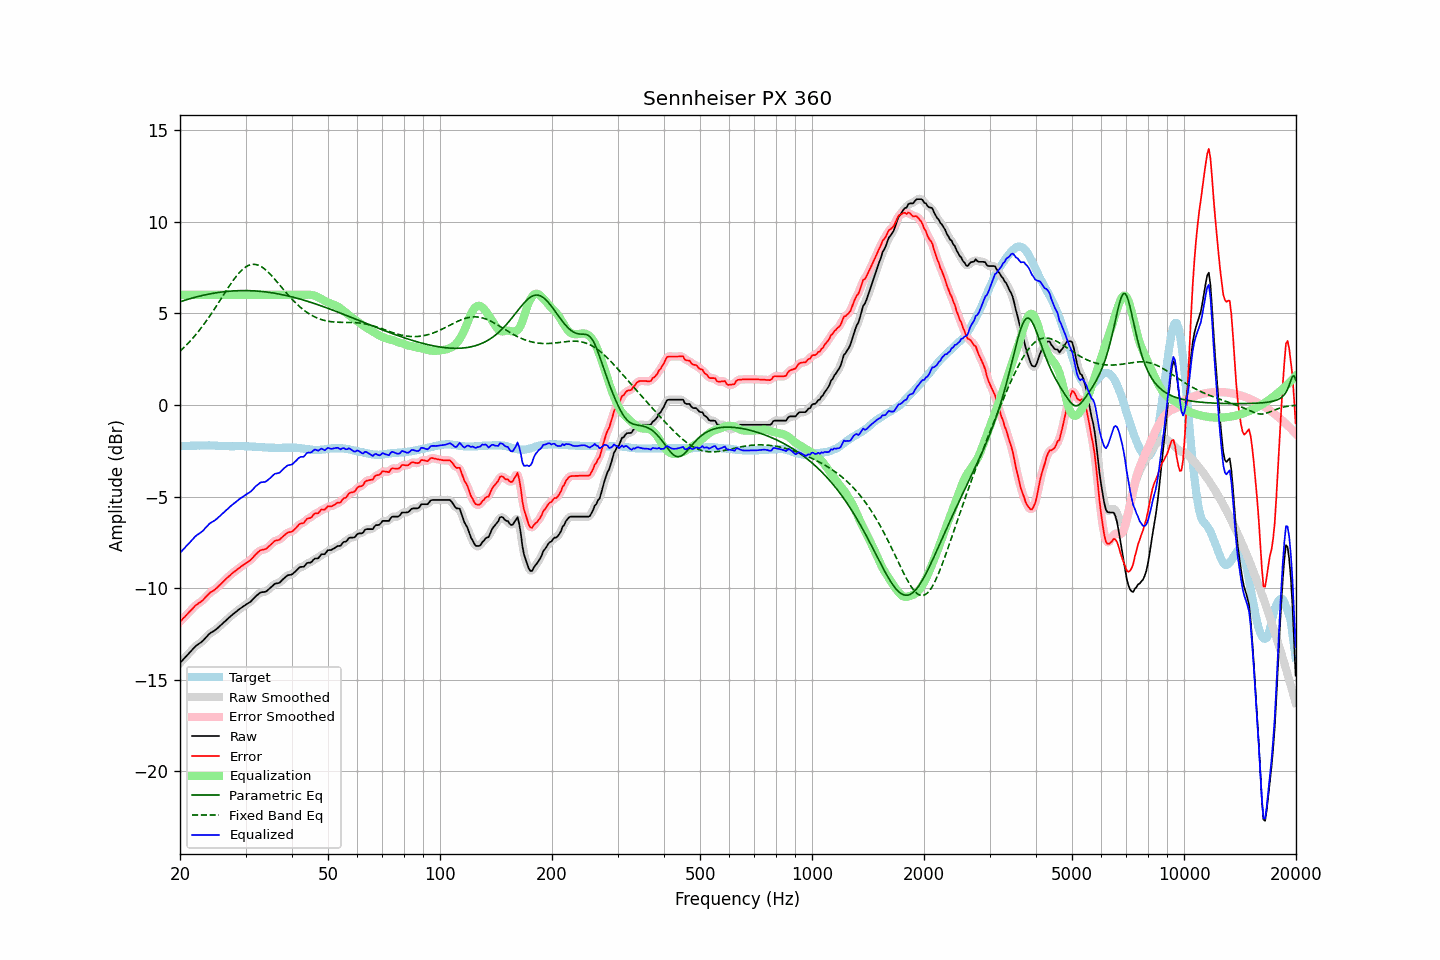 Sennheiser PX 360
Amplitude (dBr)
15
10
5
0
−5
−10
−15
−20
Target
Raw Smoothed
Error Smoothed
Raw
Error
Equalization
Parametric Eq
Fixed Band Eq
Equalized
20 50 100 200 500 1000 2000 5000 10000 20000
Frequency (Hz)